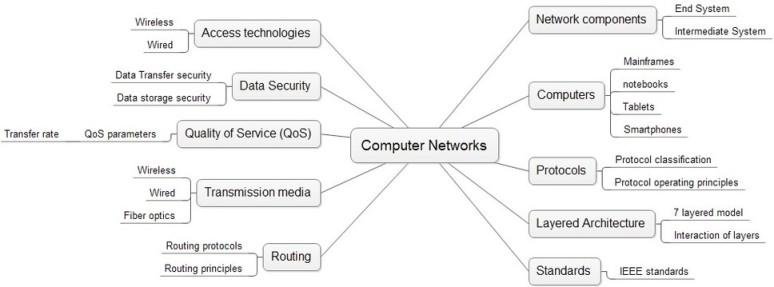 Computer Networks
Access technologies
Wireless
Wired
Data Security
Data Transfer security
Data storage security
Quality of Service (QoS)
QoS parameters
Transfer rate
Transmission media
Wireless
Wired
Fiber optics
Routing
Routing protocols
Routing principles
Network components
End System
Intermediate System
Computers
Mainframes
notebooks
Tablets
Smartphones
Protocols
Protocol classification
Protocol operating principles
Layered Architecture
7 layered model
Interaction of layers
Standards
IEEE standards